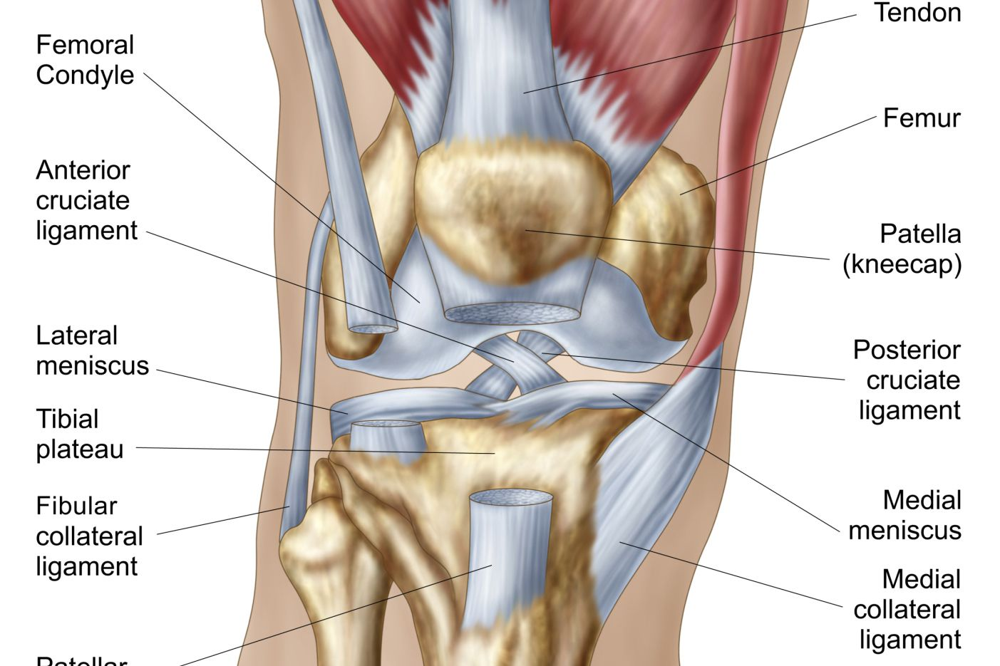 Femoral
Condyle
Anterior
cruciate
ligament
Lateral
meniscus
Tibial
plateau
Fibular
collateral
ligament
Patellar
Tendon
Femur
Patella
(kneecap)
Posterior
cruciate
ligament
Medial
meniscus
Medial
collateral
ligament